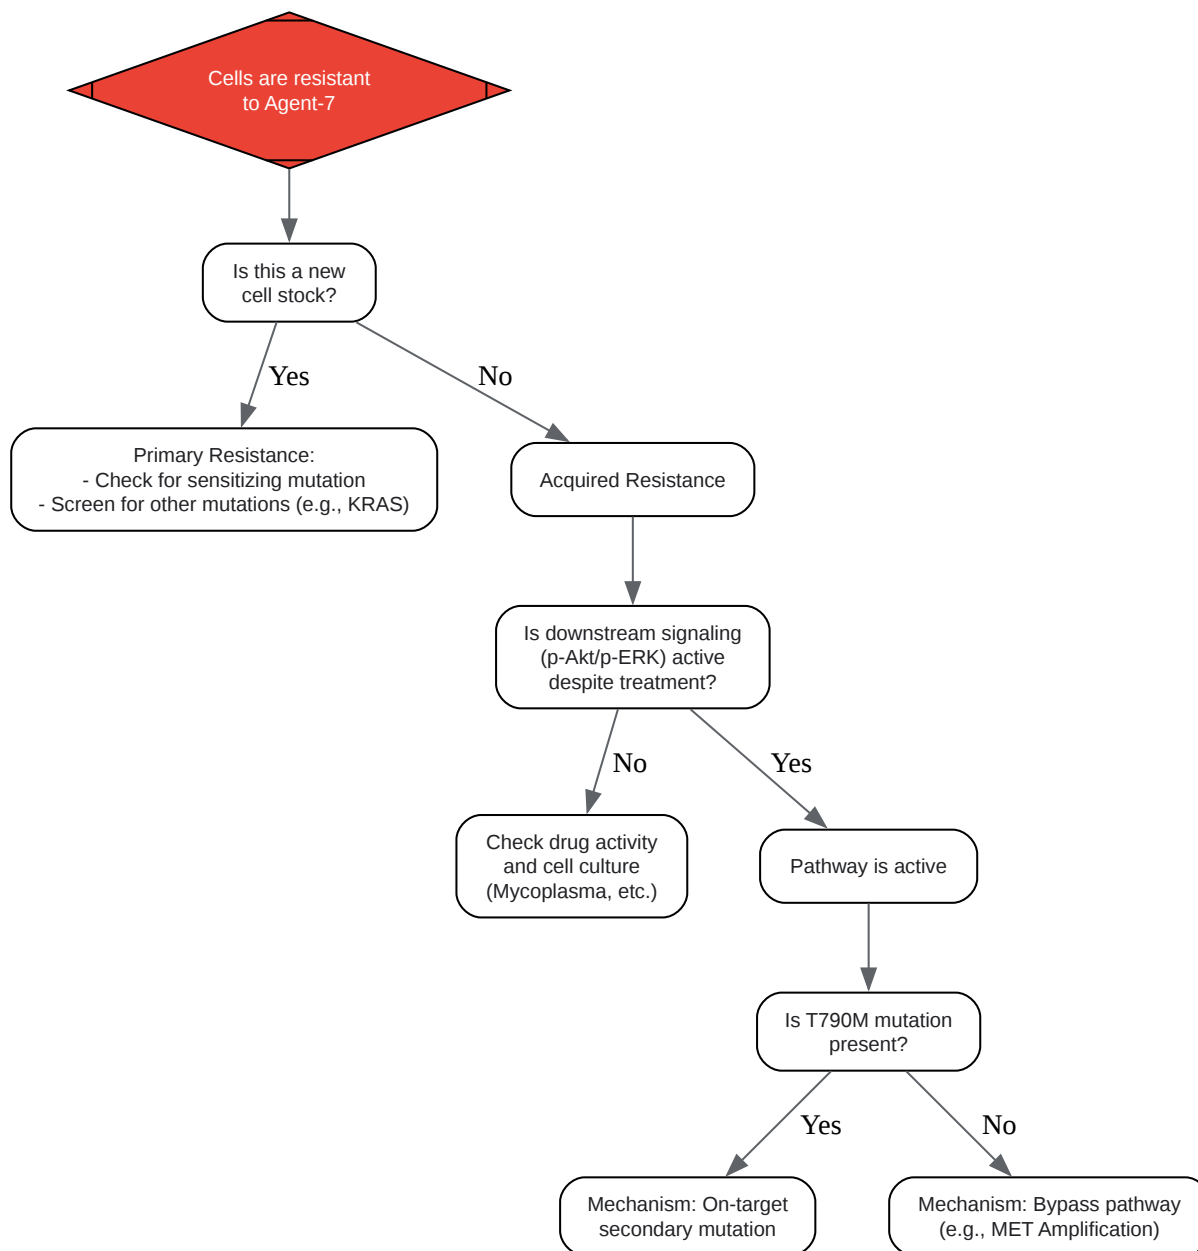 Cells are resistant
to Agent-7
Is this a new
cell stock?
Yes
No
Primary Resistance:
- Check for sensitizing mutation
- Screen for other mutations (e.g., KRAS)
Acquired Resistance
Is downstream signaling
(p-Akt/p-ERK) active
despite treatment?
No
Yes
Check drug activity
and cell culture
(Mycoplasma, etc.)
Pathway is active
Is T790M mutation
present?
Yes
No
Mechanism: On-target
secondary mutation
Mechanism: Bypass pathway
(e.g., MET Amplification)